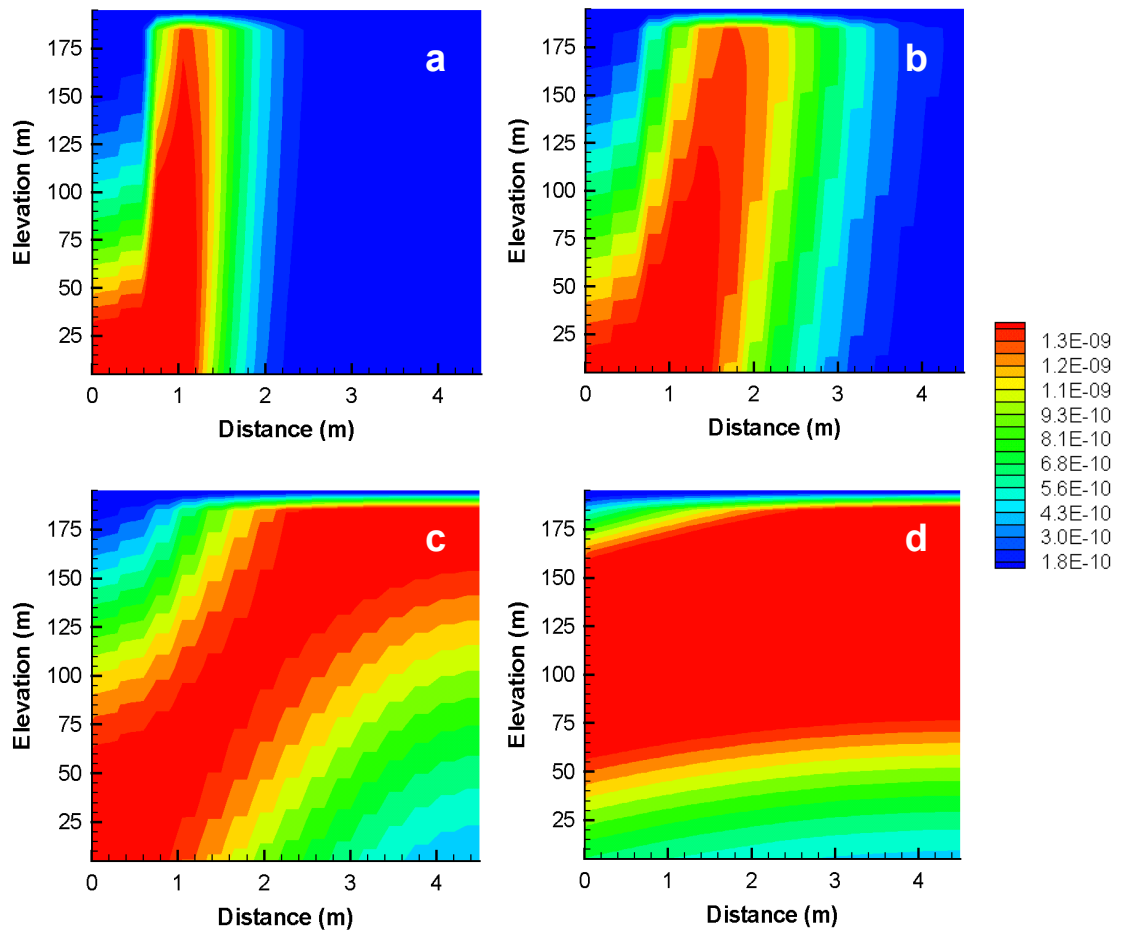 a
175
150
125
100
75
50
25
Elevation (m)
0 1 2 3 4
Distance (m)
b
175
150
125
100
75
50
25
Elevation (m)
0 1 2 3 4
Distance (m)
1.3E-09
1.2E-09
1.1E-09
9.3E-10
8.1E-10
6.8E-10
5.6E-10
4.3E-10
3.0E-10
1.8E-10
c
175
150
125
100
75
50
25
Elevation (m)
0 1 2 3 4
Distance (m)
d
175
150
125
100
75
50
25
Elevation (m)
0 1 2 3 4
Distance (m)